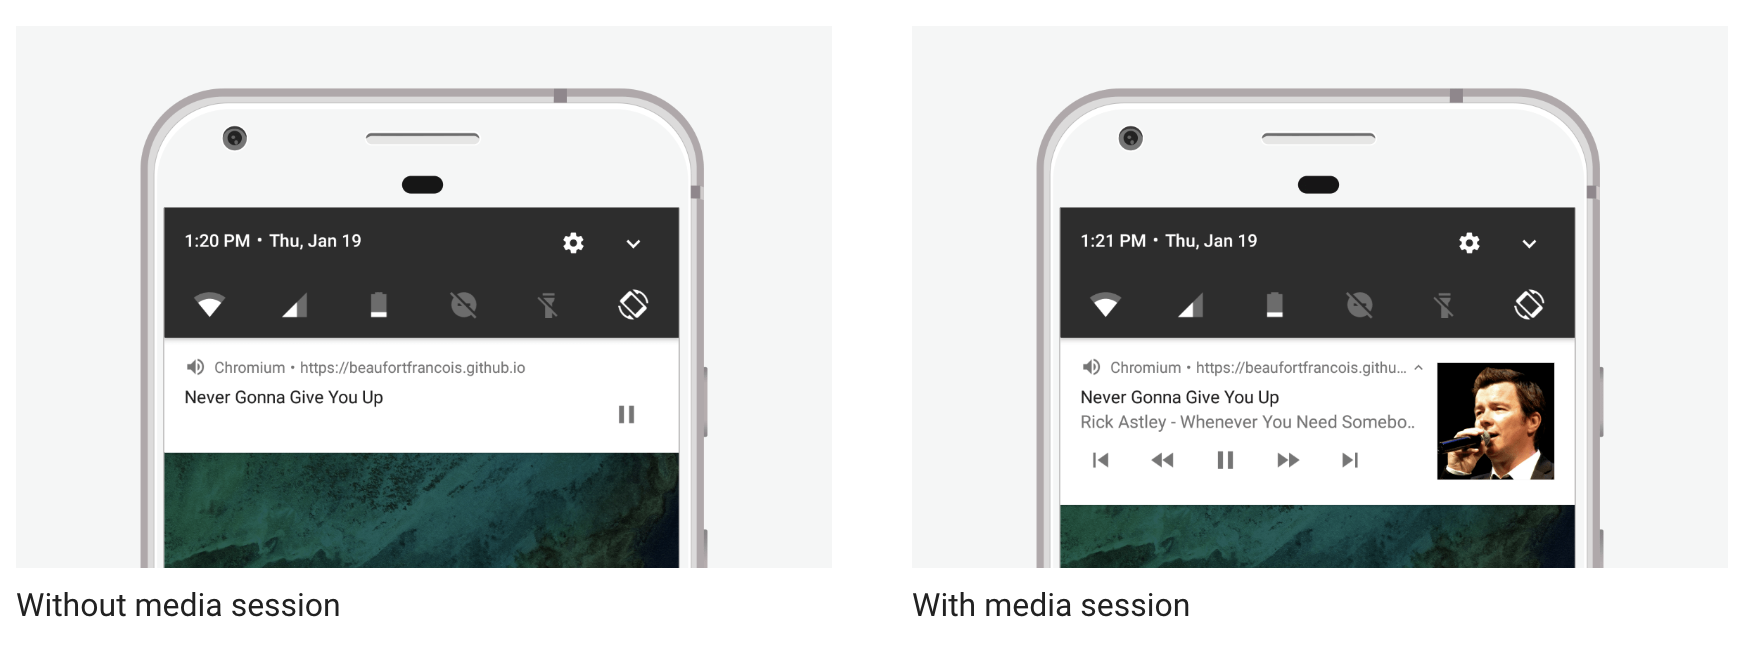 1:20 PM • Thu, Jan 19
Chromium • https://beaufortfrancois.github.io
Never Gonna Give You Up
Without media session
1:21 PM • Thu, Jan 19
Chromium • https://beaufortfrancois.githu...
Never Gonna Give You Up
Rick Astley - Whenever You Need Somebo..
With media session